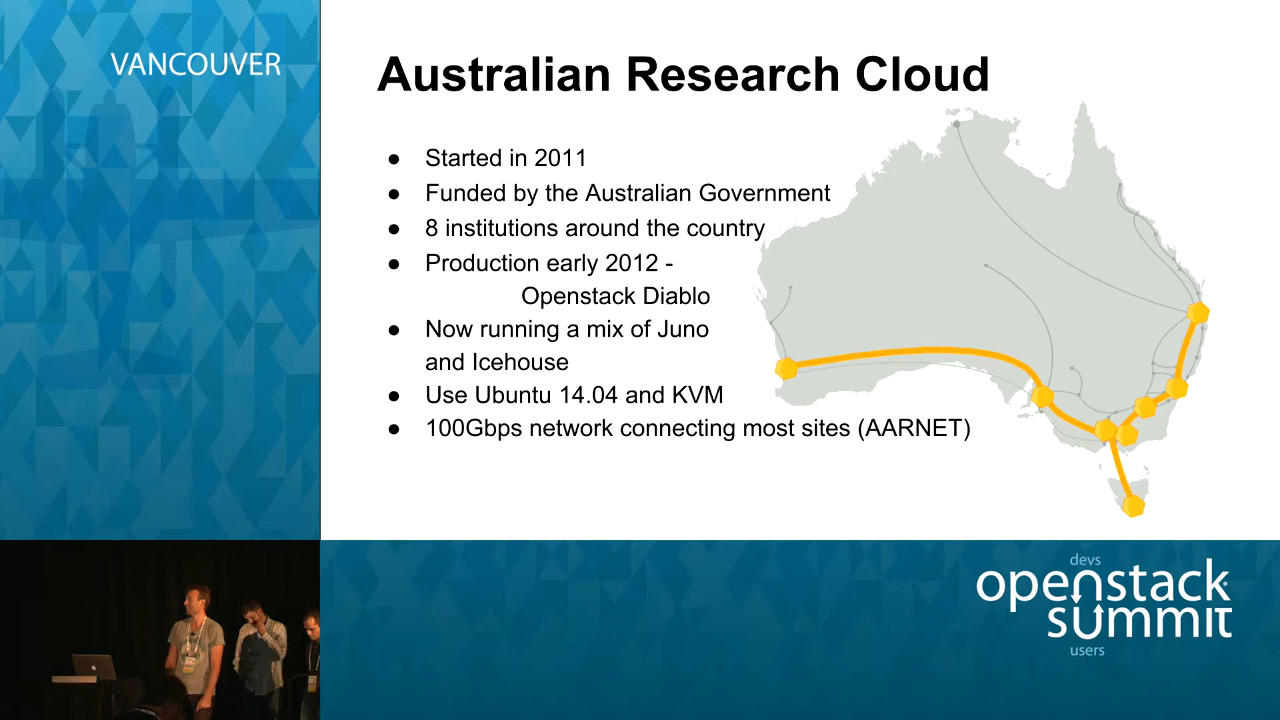 VANCOUVER
Australian Research Cloud
● Started in 2011
● Funded by the Australian Government
● 8 institutions around the country
● Production early 2012 -
Openstack Diablo
● Now running a mix of Juno
and Icehouse
● Use Ubuntu 14.04 and KVM
● 100Gbps network connecting most sites (AARNET)
devs
openstack
summit
users